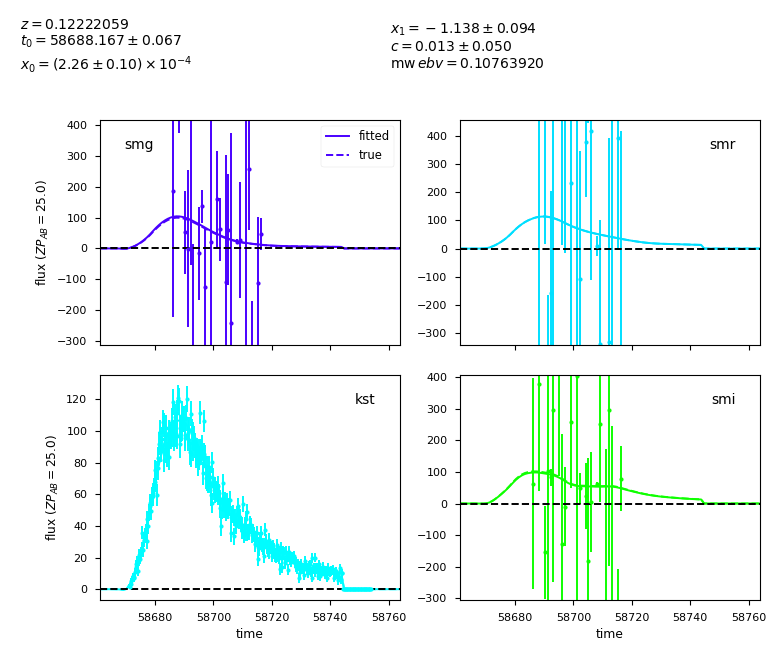 z = 0.12222059
t0 = 58688.167 ± 0.067
x0 = (2.26 ± 0.10) × 10^−4
x1 = −1.138 ± 0.094
c = 0.013 ± 0.050
mw ebv = 0.10763920
400
300
200
100
0
−100
−200
−300
flux (ZP_AB = 25.0)
smg
fitted
true
400
300
200
100
0
−100
−200
−300
smr
120
100
80
60
40
20
0
flux (ZP_AB = 25.0)
kst
58680 58700 58720 58740 58760
time
400
300
200
100
0
−100
−200
−300
smi
58680 58700 58720 58740 58760
time